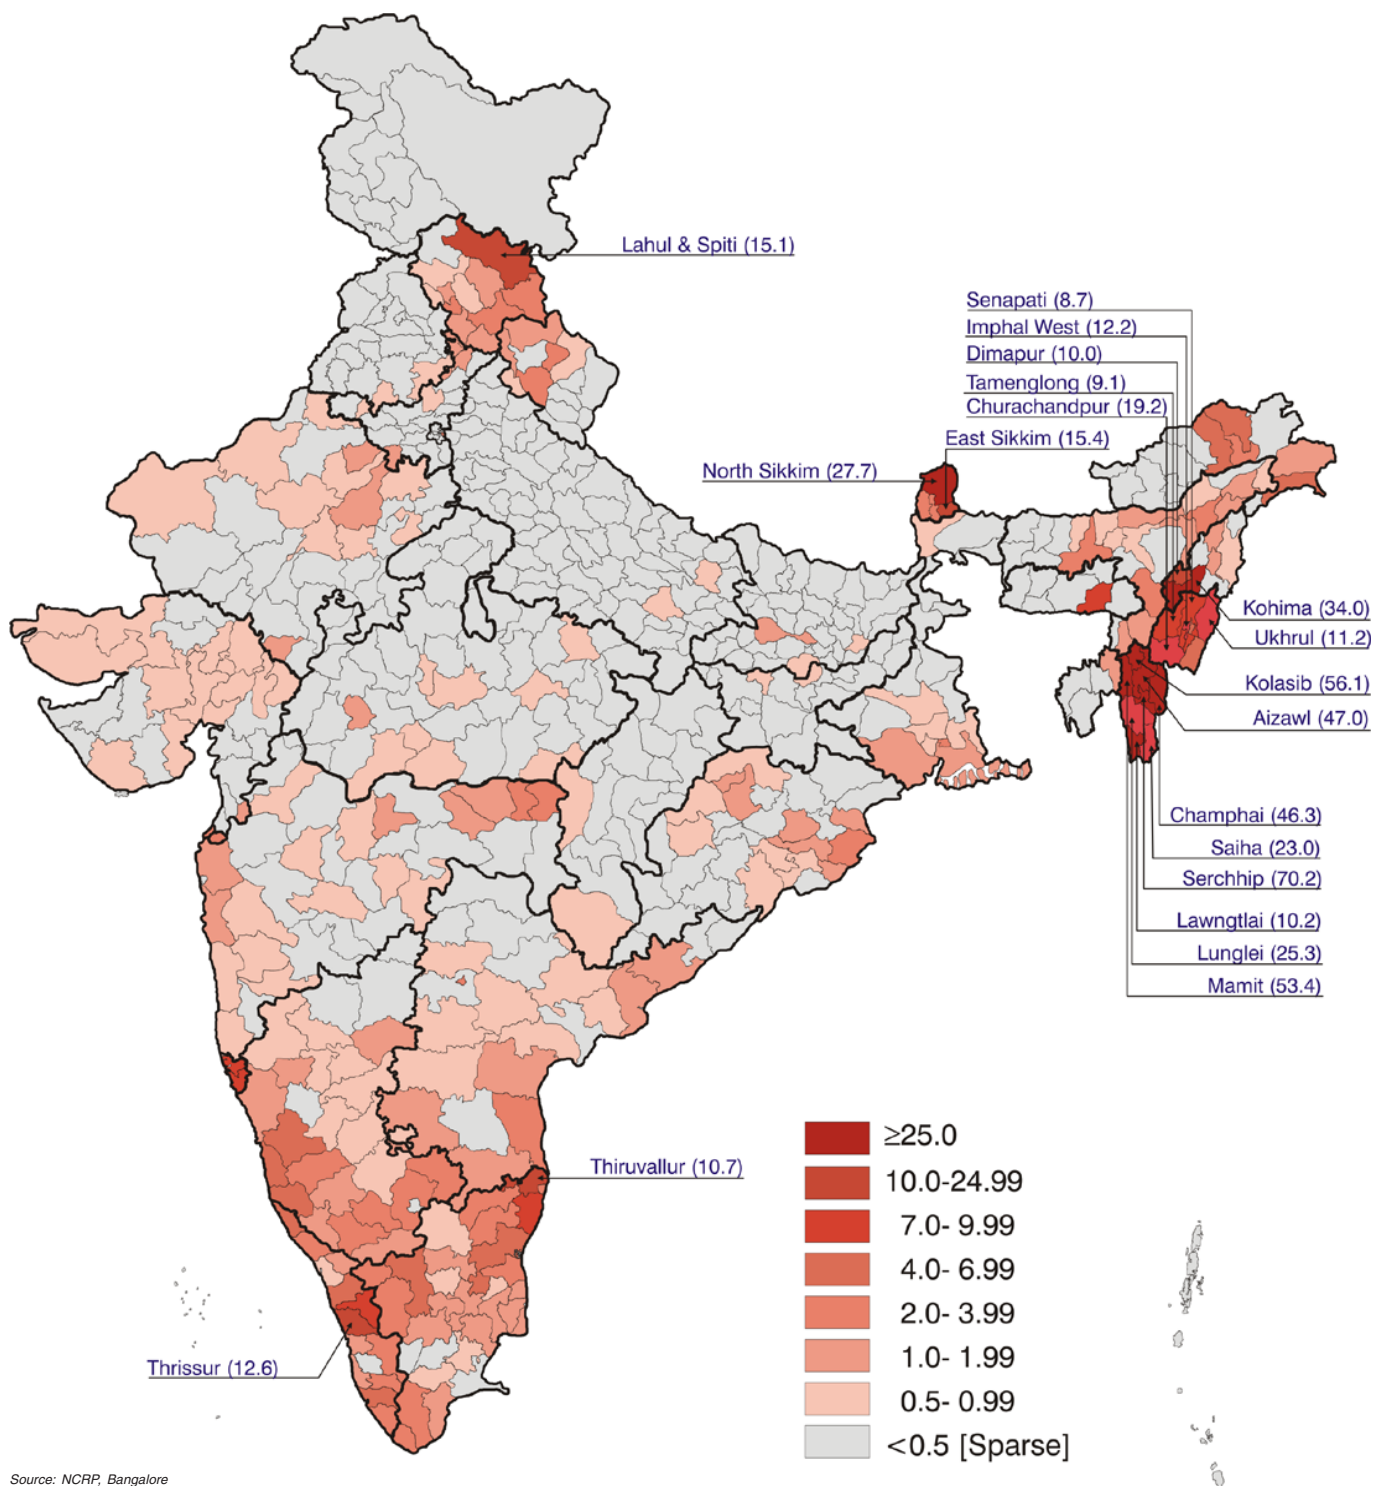 Lahul & Spiti (15.1)
Senapati (8.7)
Imphal West (12.2)
Dimapur (10.0)
Tamenglong (9.1)
Churachandpur (19.2)
East Sikkim (15.4)
North Sikkim (27.7)
Kohima (34.0)
Ukhrul (11.2)
Kolasib (56.1)
Aizawl (47.0)
Champhai (46.3)
Saiha (23.0)
Serchhip (70.2)
Lawngtlai (10.2)
Lunglei (25.3)
Mamit (53.4)
Thiruvallur (10.7)
Thrissur (12.6)
≥25.0
10.0-24.99
7.0- 9.99
4.0- 6.99
2.0- 3.99
1.0- 1.99
0.5- 0.99
<0.5 [Sparse]
Source: NCRP, Bangalore